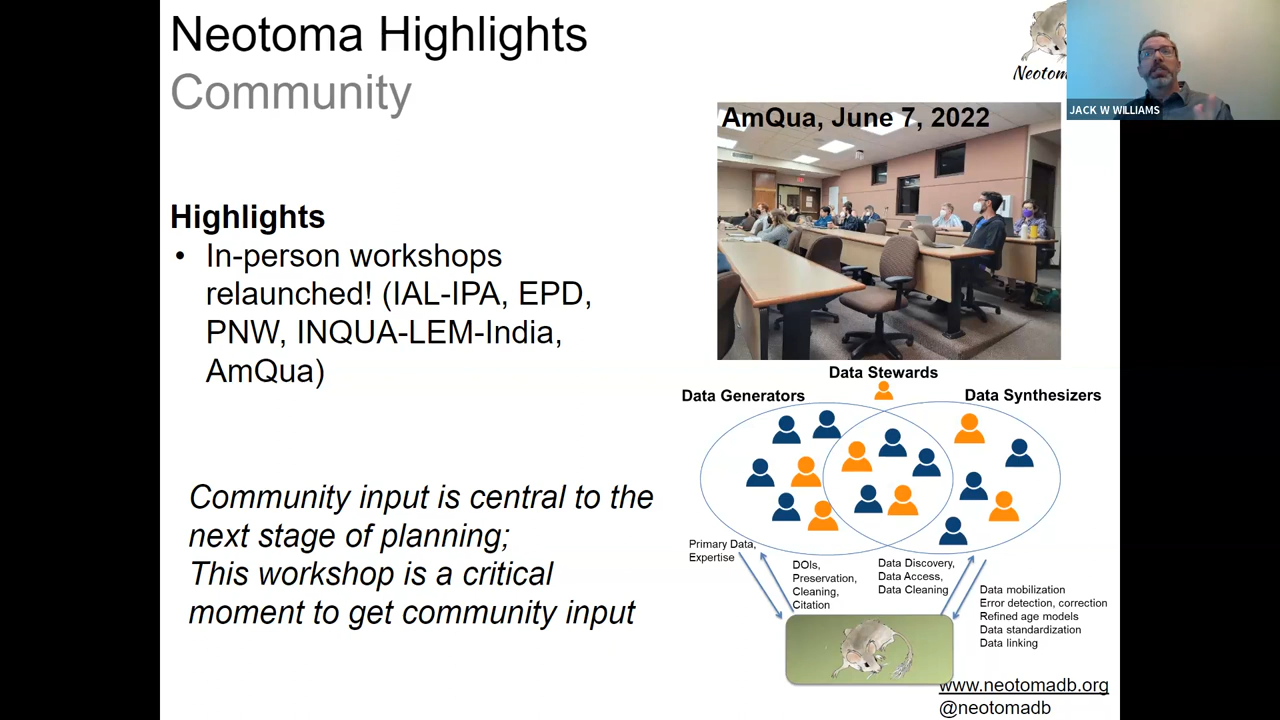 Neotoma Highlights
Community
JACK W WILLIAMS
AmQua, June 7, 2022
Highlights
• In-person workshops
relaunched! (IAL-IPA, EPD,
PNW, INQUA-LEM-India,
AmQua)
Community input is central to the
next stage of planning;
This workshop is a critical
moment to get community input
Data Stewards
Data Generators
Data Synthesizers
Primary Data,
Expertise
DOIs,
Preservation,
Cleaning,
Citation
Data Discovery,
Data Access,
Data Cleaning
Data mobilization
Error detection, correction
Refined age models
Data standardization
Data linking
www.neotomadb.org
@neotomadb